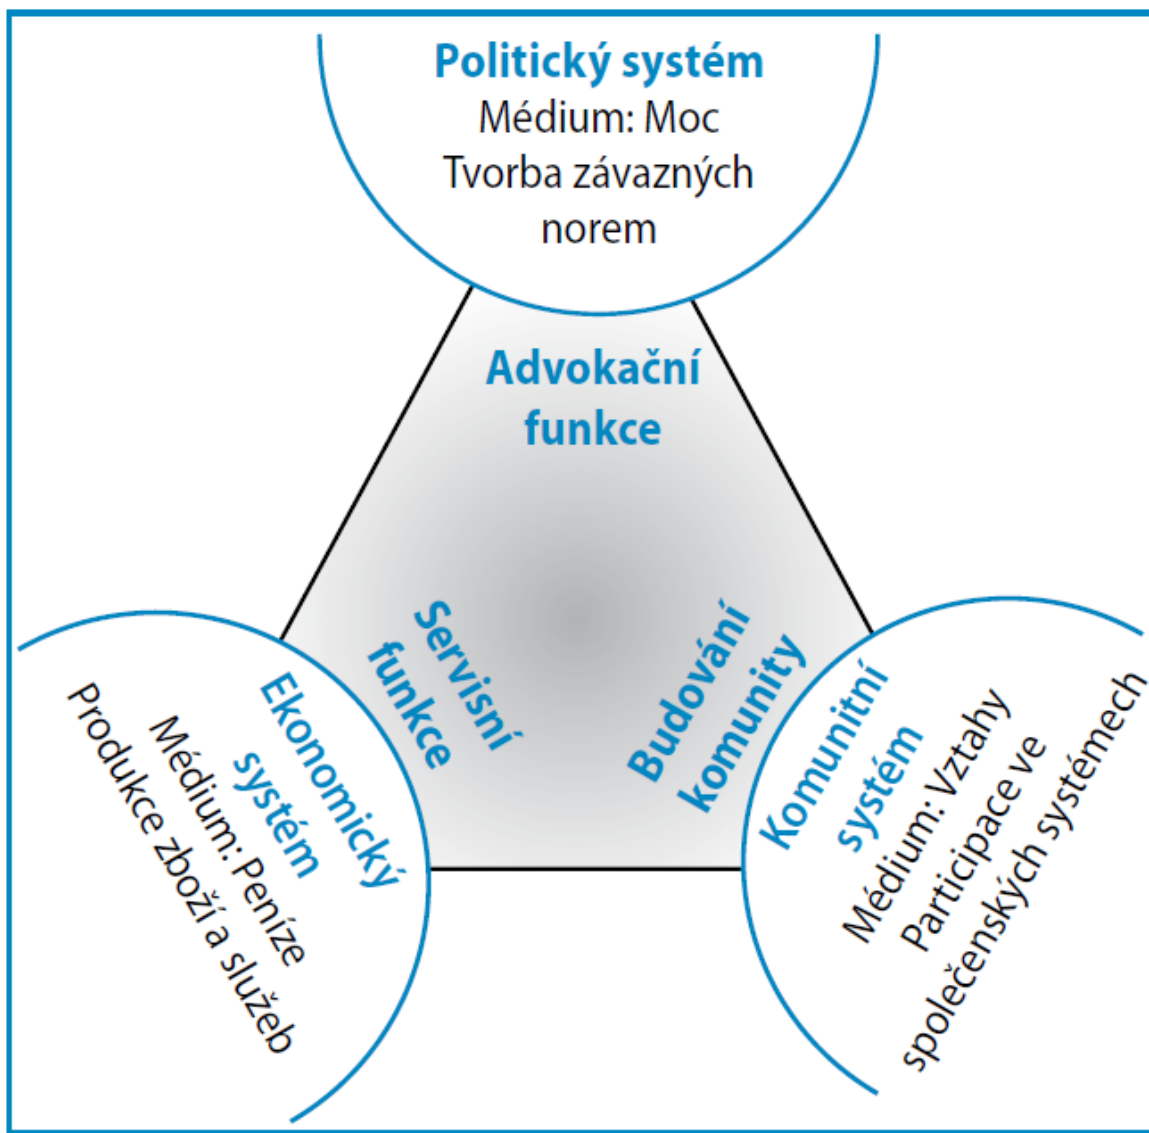 Politický systém
Médium: Moc
Tvorba závazných
norem
Advokační
funkce
Servisní
funkce
Budování
komunity
Ekonomický
systém
Médium: Peníze
Produkce zboží a služeb
Komunitní
systém
Médium: Vztahy
Participace ve
společenských systémech